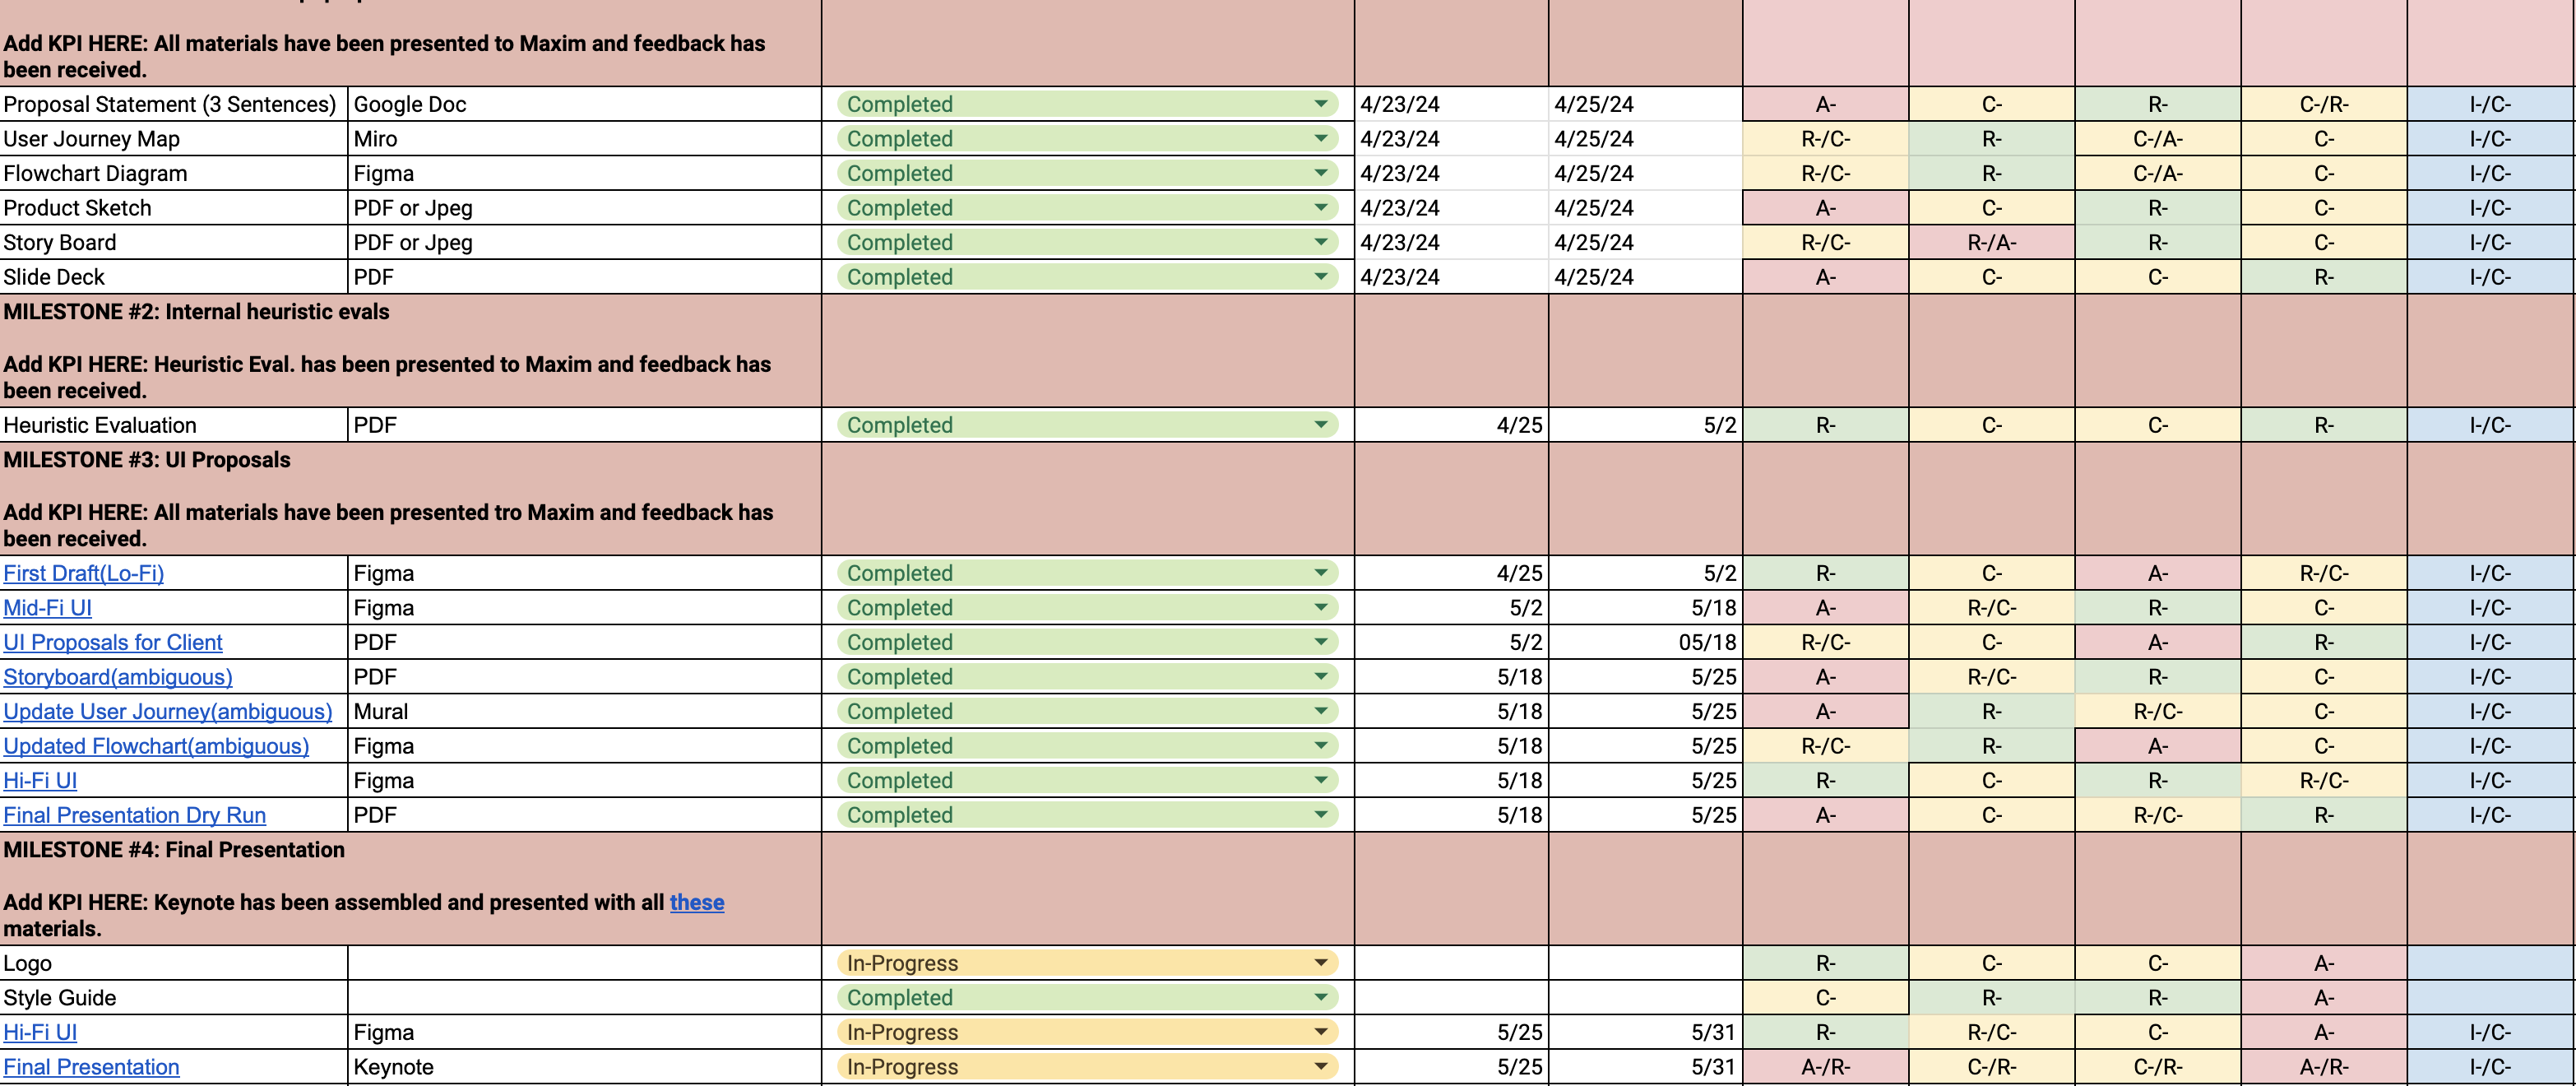 Add KPI HERE: All materials have been presented to Maxim and feedback has
been received.
Proposal Statement (3 Sentences) Google Doc Completed 4/23/24 4/25/24 A- C- R- C-/R- I-/C-
User Journey Map Miro Completed 4/23/24 4/25/24 R-/C- R- C-/A- C- I-/C-
Flowchart Diagram Figma Completed 4/23/24 4/25/24 R-/C- R- C-/A- C- I-/C-
Product Sketch PDF or Jpeg Completed 4/23/24 4/25/24 A- C- R- C- I-/C-
Story Board PDF or Jpeg Completed 4/23/24 4/25/24 R-/C- R-/A- R- C- I-/C-
Slide Deck PDF Completed 4/23/24 4/25/24 A- C- C- R- I-/C-
MILESTONE #2: Internal heuristic evals
Add KPI HERE: Heuristic Eval. has been presented to Maxim and feedback has
been received.
Heuristic Evaluation PDF Completed 4/25 5/2 R- C- C- R- I-/C-
MILESTONE #3: UI Proposals
Add KPI HERE: All materials have been presented tro Maxim and feedback has
been received.
First Draft(Lo-Fi) Figma Completed 4/25 5/2 R- C- A- R-/C- I-/C-
Mid-Fi UI Figma Completed 5/2 5/18 A- R-/C- R- C- I-/C-
UI Proposals for Client PDF Completed 5/2 05/18 R-/C- C- A- R- I-/C-
Storyboard(ambiguous) PDF Completed 5/18 5/25 A- R-/C- R- C- I-/C-
Update User Journey(ambiguous) Mural Completed 5/18 5/25 A- R- R-/C- C- I-/C-
Updated Flowchart(ambiguous) Figma Completed 5/18 5/25 R-/C- R- A- C- I-/C-
Hi-Fi UI Figma Completed 5/18 5/25 R- C- R- R-/C- I-/C-
Final Presentation Dry Run PDF Completed 5/18 5/25 A- C- R-/C- R- I-/C-
MILESTONE #4: Final Presentation
Add KPI HERE: Keynote has been assembled and presented with all these
materials.
Logo In-Progress R- C- C- A-
Style Guide Completed C- R- R- A-
Hi-Fi UI Figma In-Progress 5/25 5/31 R- R-/C- C- A- I-/C-
Final Presentation Keynote In-Progress 5/25 5/31 A-/R- C-/R- C-/R- A-/R- I-/C-